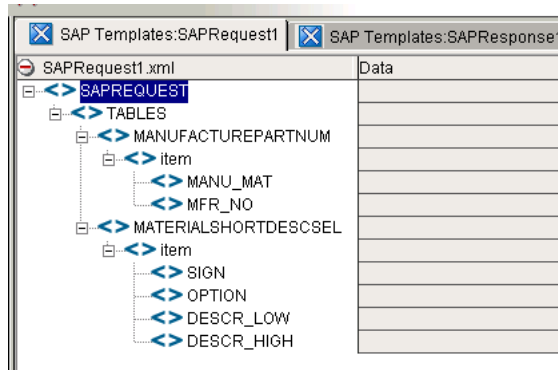 SAP Templates:SAPRequest1 SAP Templates:SAPResponse1
SAPRequest1.xml Data
SAPREQUEST
TABLES
MANUFACTUREPARTNUM
item
MANU_MAT
MFR_NO
MATERIALSHORTDESCSEL
item
SIGN
OPTION
DESCR_LOW
DESCR_HIGH